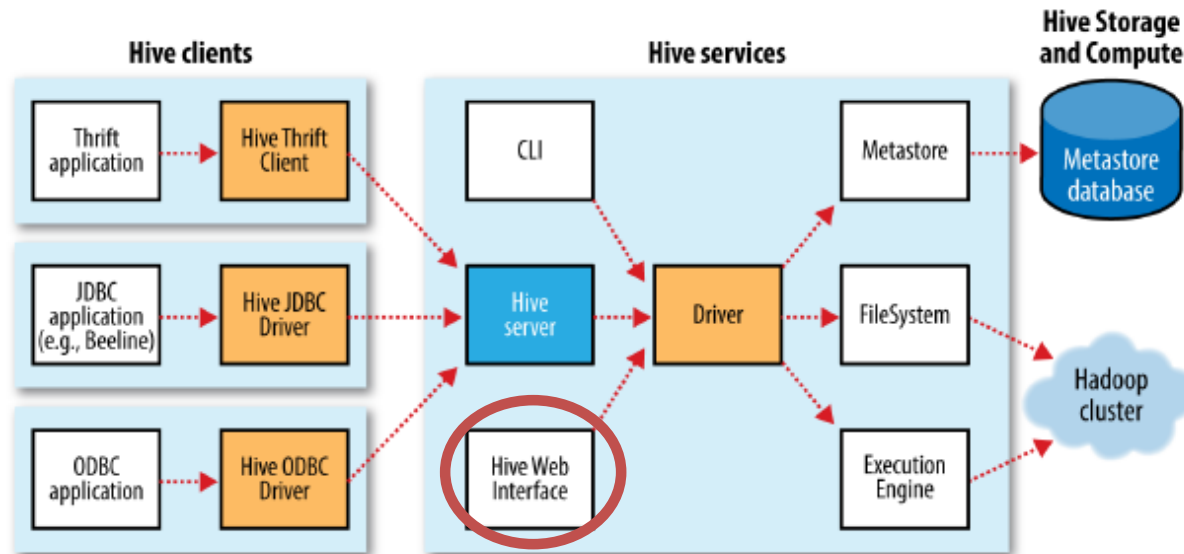 Hive clients
Hive services
Hive Storage
and Compute
Thrift
application
Hive Thrift
Client
CLI
Metastore
Metastore
database
JDBC
application
(e.g., Beeline)
Hive JDBC
Driver
Hive
server
Driver
FileSystem
Hadoop
cluster
ODBC
application
Hive ODBC
Driver
Hive Web
Interface
Execution
Engine